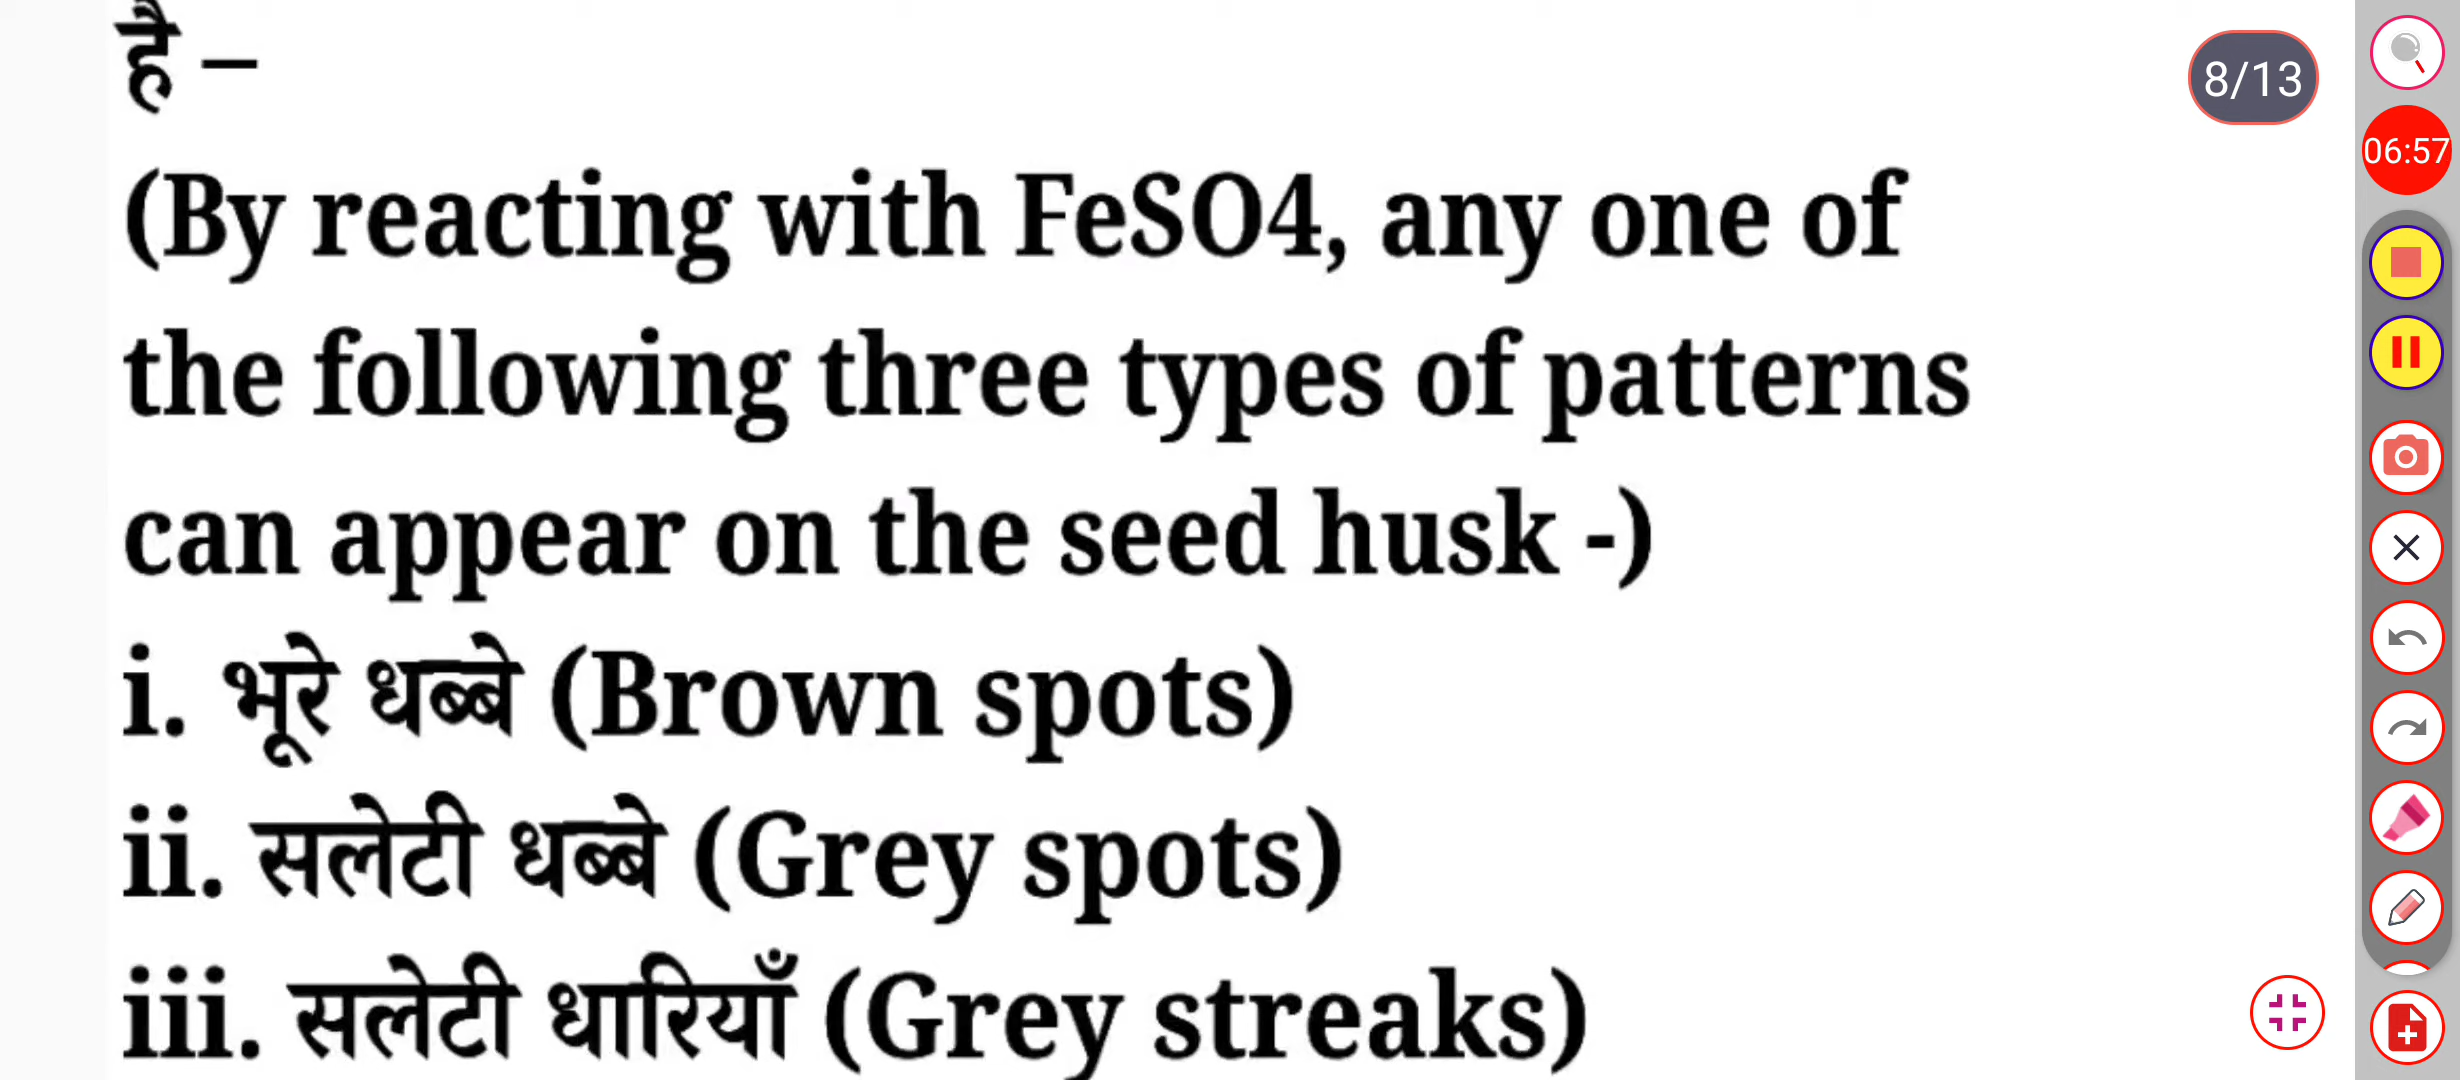 है –
8/13
06:57
(By reacting with FeSO4, any one of
the following three types of patterns
can appear on the seed husk -)
i. भूरे धब्बे (Brown spots)
ii. सलेटी धब्बे (Grey spots)
iii. सलेटी धारियाँ (Grey streaks)